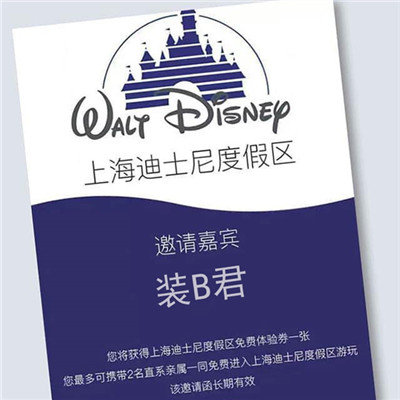 WALT DISNEY
上海迪士尼度假区
邀请嘉宾
装B君
您将获得上海迪士尼度假区免费体验券一张
您最多可携带2名直系亲属一同免费进入上海迪士尼度假区游玩
该邀请函长期有效